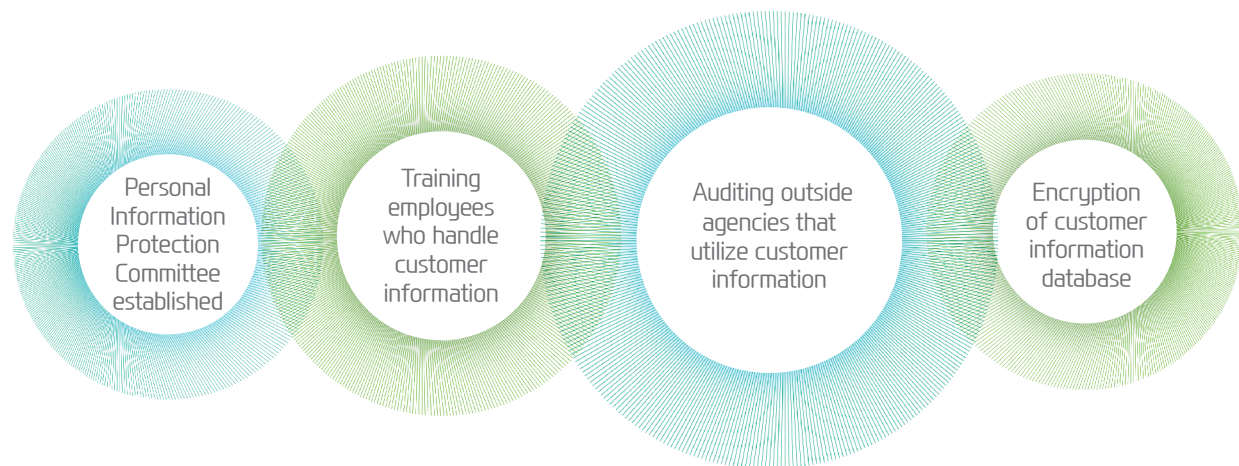 Personal
Information
Protection
Committee
established
Training
employees
who handle
customer
information
Auditing outside
agencies that
utilize customer
information
Encryption
of customer
information
database